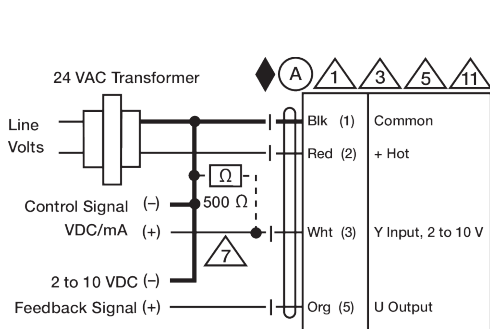 24 VAC Transformer
A 1 3 5 11
Line
Volts
Blk (1) Common
Red (2) + Hot
Ω
500 Ω
Control Signal (–)
VDC/mA (+)
Wht (3) Y Input, 2 to 10 V
7
2 to 10 VDC (–)
Feedback Signal (+)
Org (5) U Output